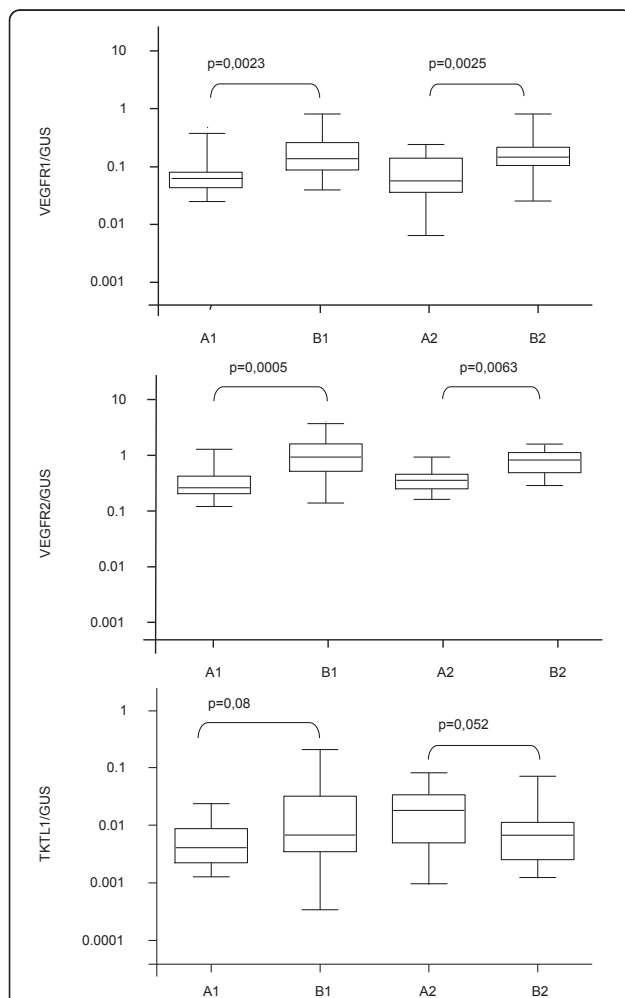 10
p=0,0023
p=0,0025
1
VEGFR1/GUS
0.1
0.01
0.001
A1 B1 A2 B2
p=0,0005
p=0,0063
10
1
VEGFR2/GUS
0.1
0.01
0.001
A1 B1 A2 B2
p=0,08
1
p=0,052
0.1
TKTL1/GUS
0.01
0.001
0.0001
A1 B1 A2 B2